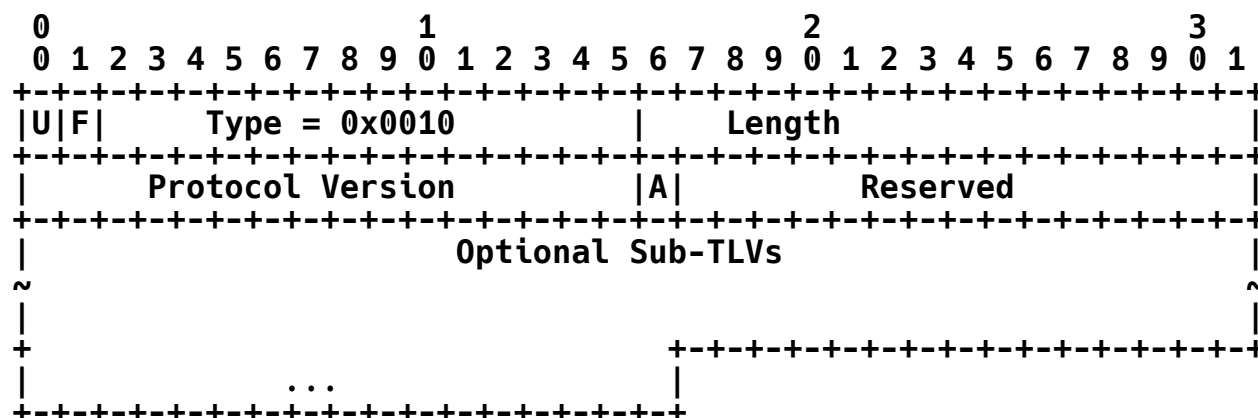 0                   1                   2                   3
 0 1 2 3 4 5 6 7 8 9 0 1 2 3 4 5 6 7 8 9 0 1 2 3 4 5 6 7 8 9 0 1
+-+-+-+-+-+-+-+-+-+-+-+-+-+-+-+-+-+-+-+-+-+-+-+-+-+-+-+-+-+-+-+-+
|U|F|     Type = 0x0010         |    Length                     |
+-+-+-+-+-+-+-+-+-+-+-+-+-+-+-+-+-+-+-+-+-+-+-+-+-+-+-+-+-+-+-+-+
|      Protocol Version         |A|         Reserved            |
+-+-+-+-+-+-+-+-+-+-+-+-+-+-+-+-+-+-+-+-+-+-+-+-+-+-+-+-+-+-+-+-+
|                      Optional Sub-TLVs                        |
~                                                               ~
|                                                               |
+                                 +-+-+-+-+-+-+-+-+-+-+-+-+-+-+-+
|             ...                 |
+-+-+-+-+-+-+-+-+-+-+-+-+-+-+-+-+-+